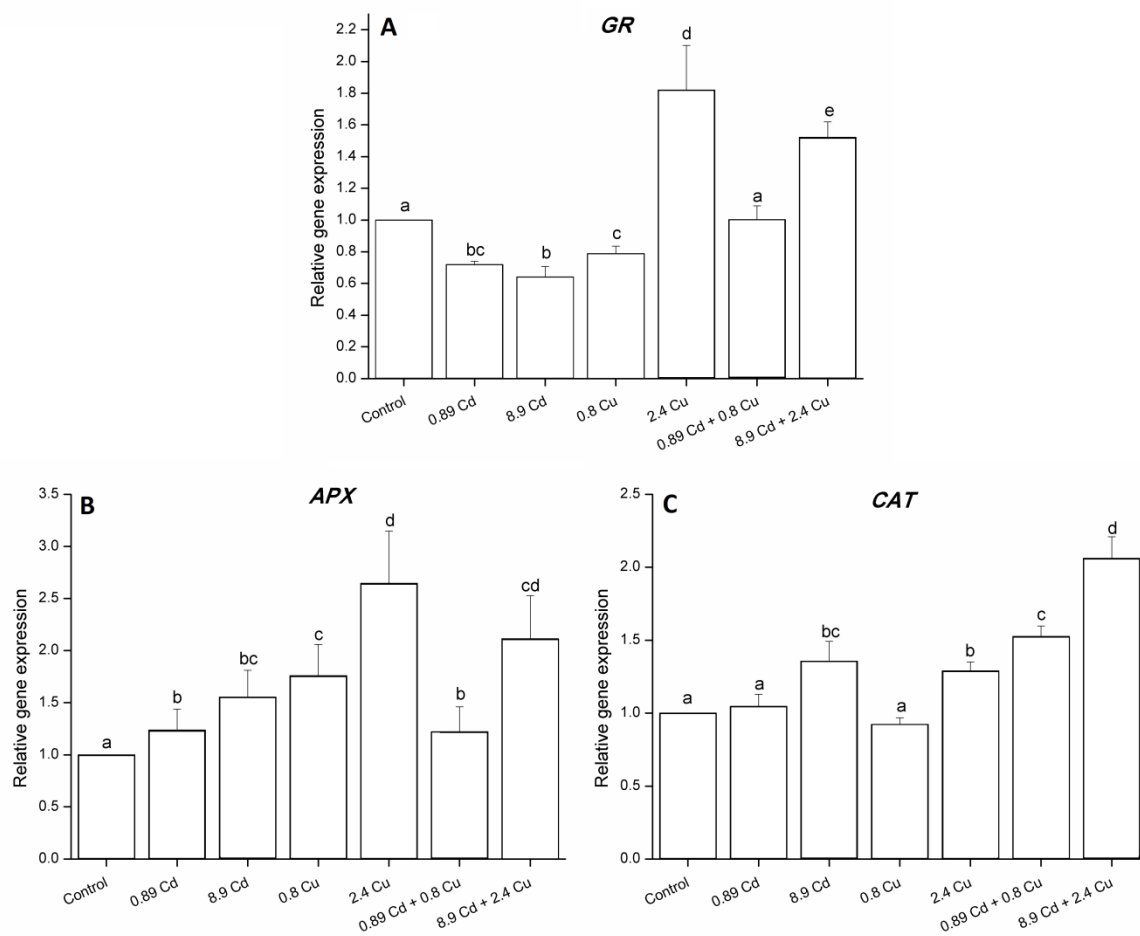 A
GR
Relative gene expression
2.2
2.0
1.8
1.6
1.4
1.2
1.0
0.8
0.6
0.4
0.2
0.0
a
bc
b
c
d
a
e
Control
0.89 Cd
8.9 Cd
0.8 Cu
2.4 Cu
0.89 Cd + 0.8 Cu
8.9 Cd + 2.4 Cu
B
APX
Relative gene expression
3.5
3.0
2.5
2.0
1.5
1.0
0.5
0.0
a
b
bc
c
d
b
cd
Control
0.89 Cd
8.9 Cd
0.8 Cu
2.4 Cu
0.89 Cd + 0.8 Cu
8.9 Cd + 2.4 Cu
C
CAT
Relative gene expression
2.5
2.0
1.5
1.0
0.5
0.0
a
a
bc
a
b
c
d
Control
0.89 Cd
8.9 Cd
0.8 Cu
2.4 Cu
0.89 Cd + 0.8 Cu
8.9 Cd + 2.4 Cu